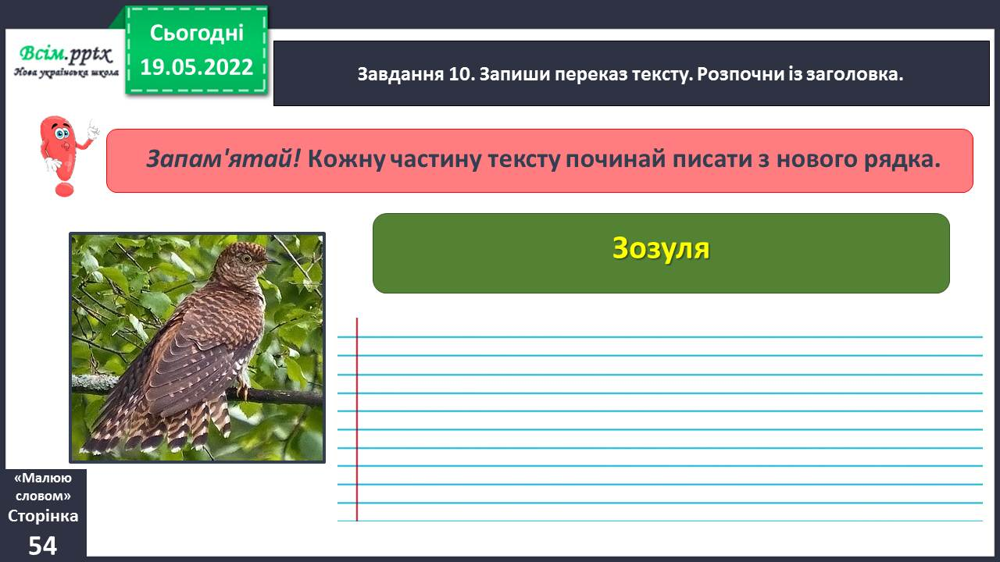 Всім.pptx
Нова українська школа
Сьогодні
19.05.2022
Завдання 10. Запиши переказ тексту. Розпочни із заголовка.
Запам'ятай! Кожну частину тексту починай писати з нового рядка.
Зозуля
«Малюю
словом»
Сторінка
54